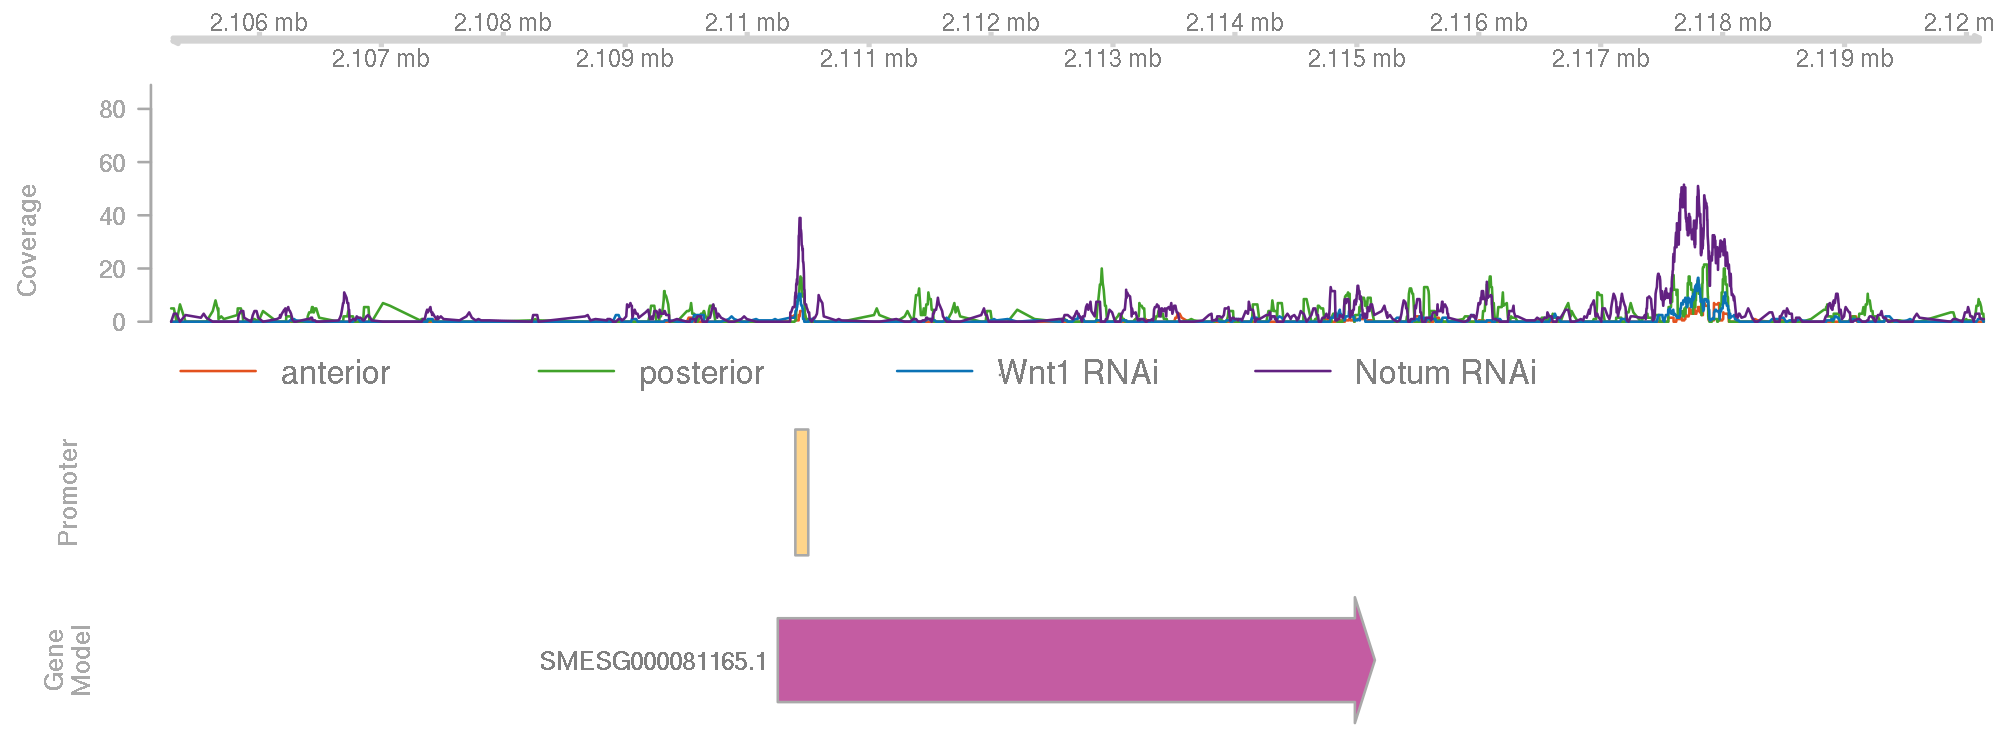 2.106 mb 2.108 mb 2.11 mb 2.112 mb 2.114 mb 2.116 mb 2.118 mb 2.12 m
2.107 mb 2.109 mb 2.111 mb 2.113 mb 2.115 mb 2.117 mb 2.119 mb
80
60
40
20
0
Coverage
anterior posterior Wnt1 RNAi Notum RNAi
Promoter
Gene
Model
SMESG000081165.1